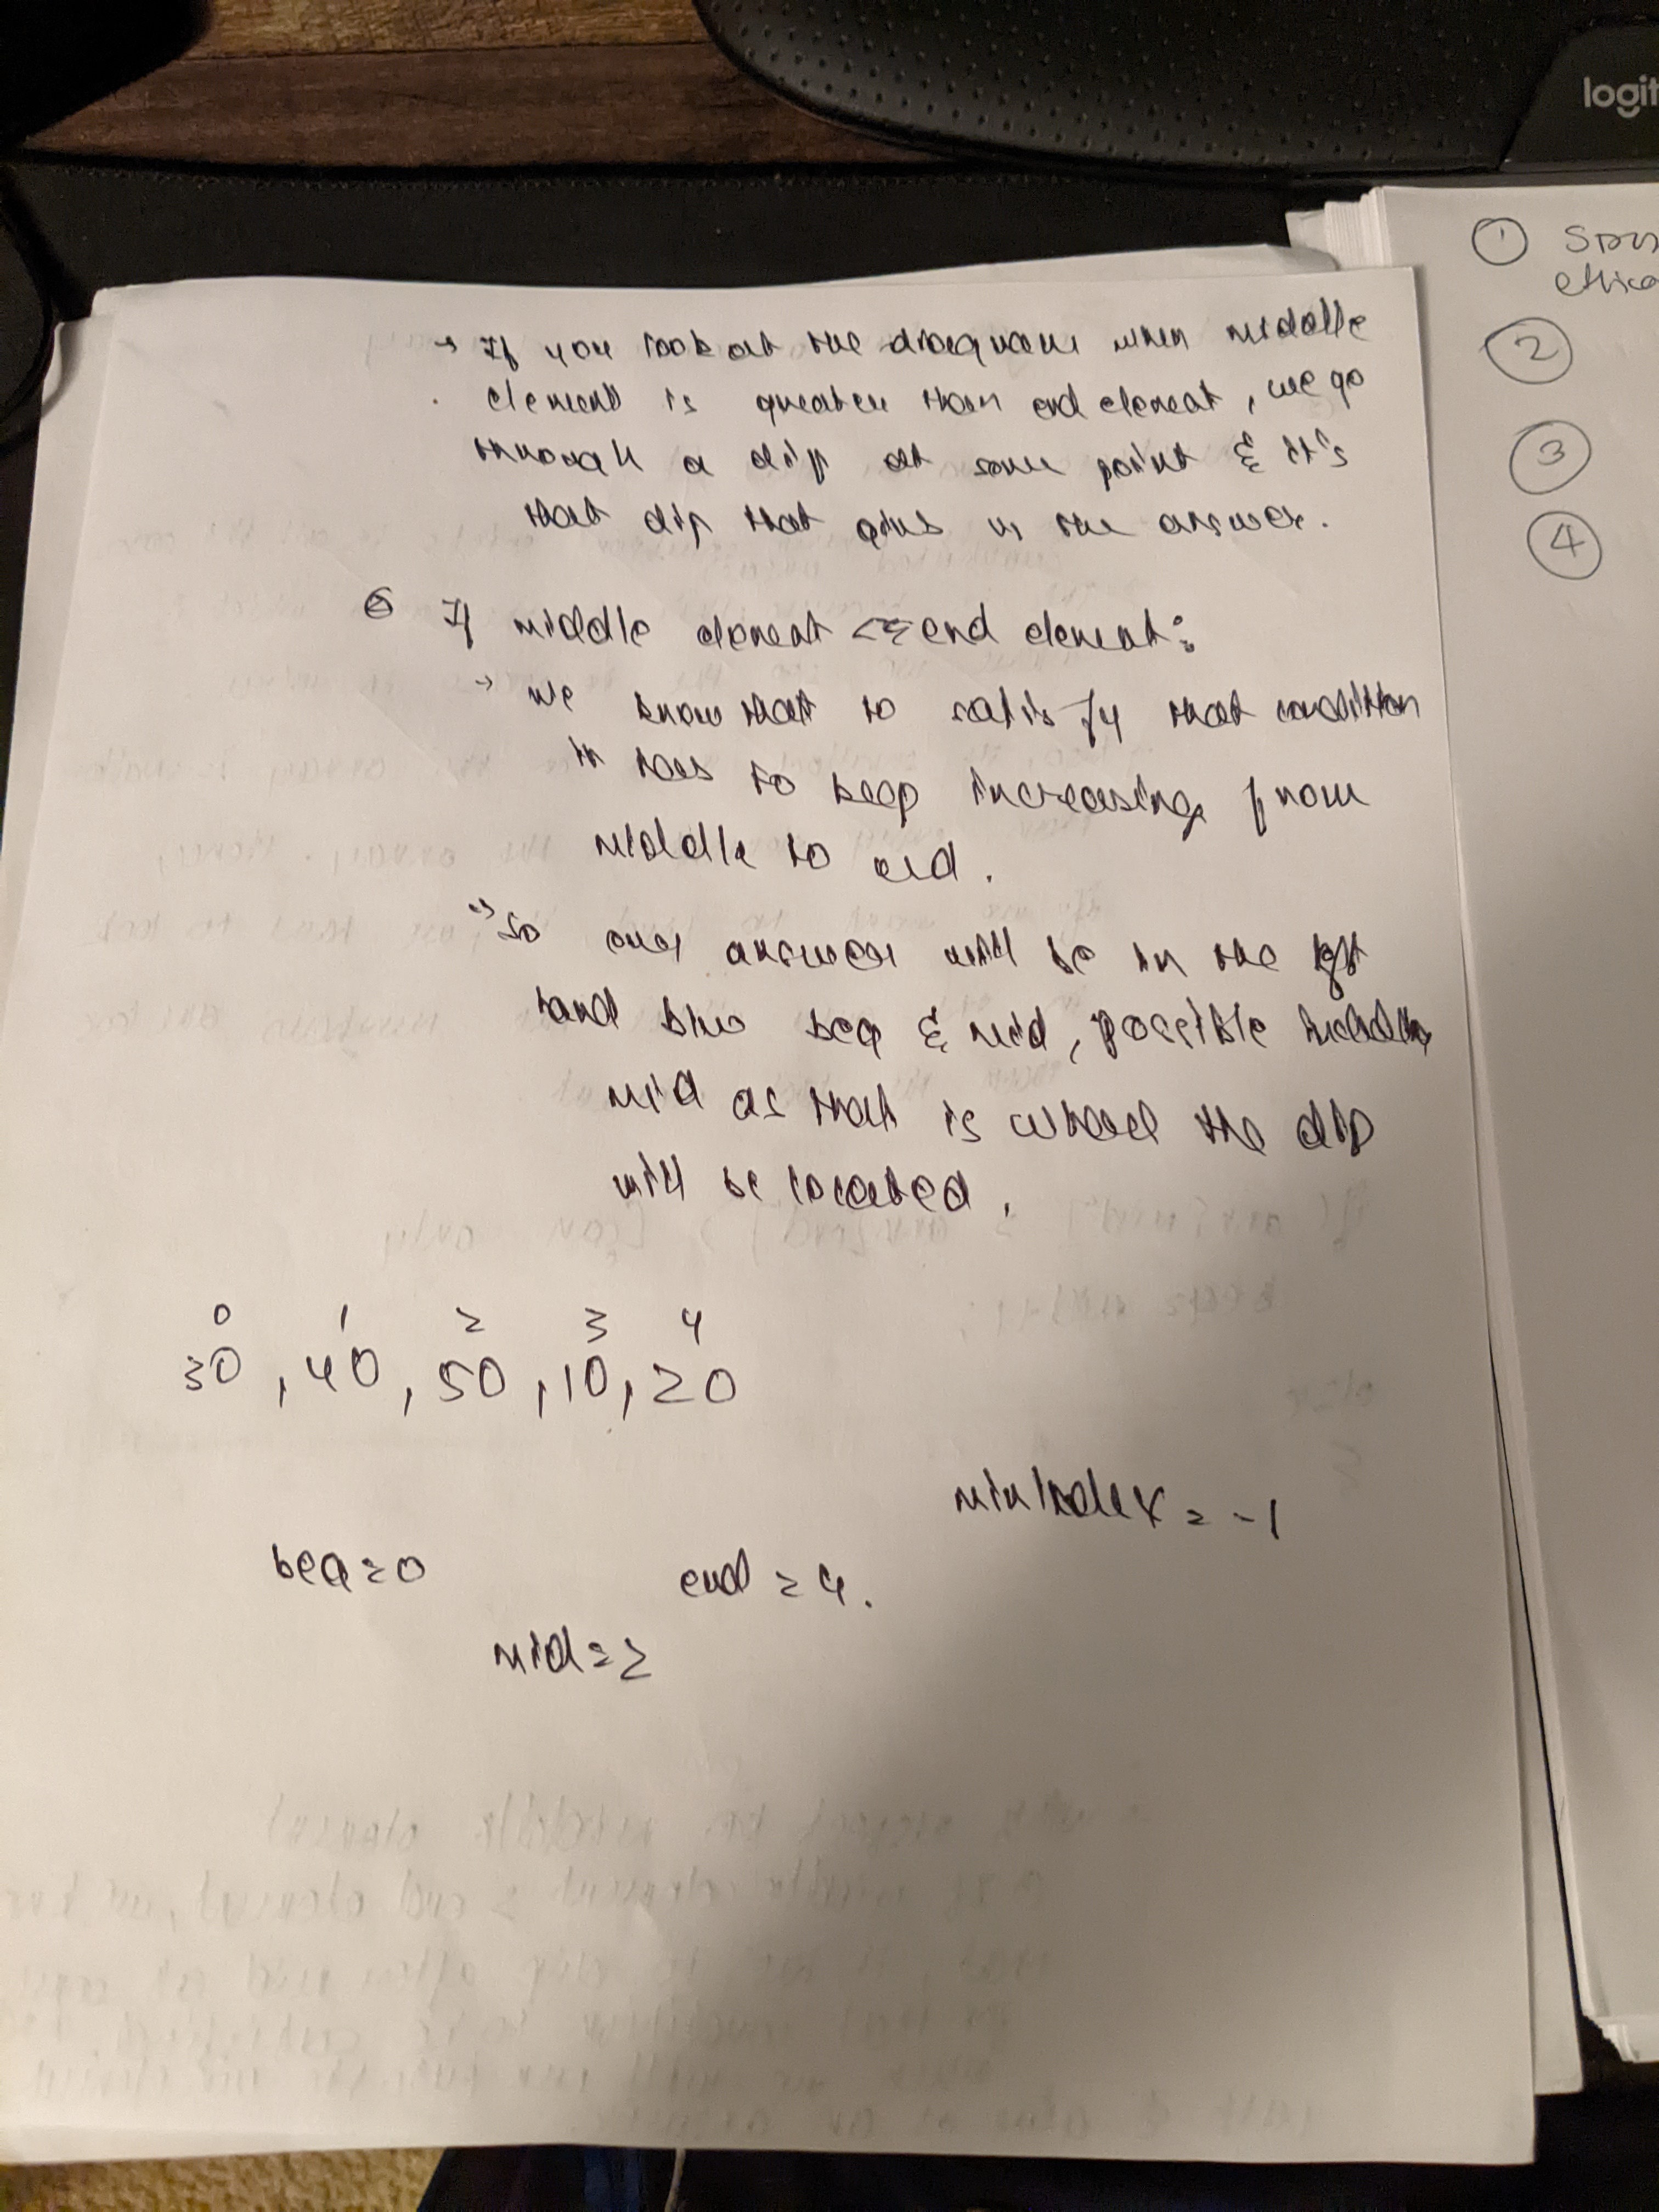 logit
→ If you look at the diagram when middle
element is greater than end element, we go
through a dip at some point & it's
that dip that gives us the answer.
If middle element <= end element:
→ we know that to satisfy that condition
it has to keep increasing from
middle to end.
→ So our answer will be in the left
hand b/w beg & mid, possible including
mid as that is where the dip
will be located.
0 1 2 3 4
30, 40, 50, 10, 20
minIndex = -1
beg = 0 end = 4.
mid = 2
①
②
③
④